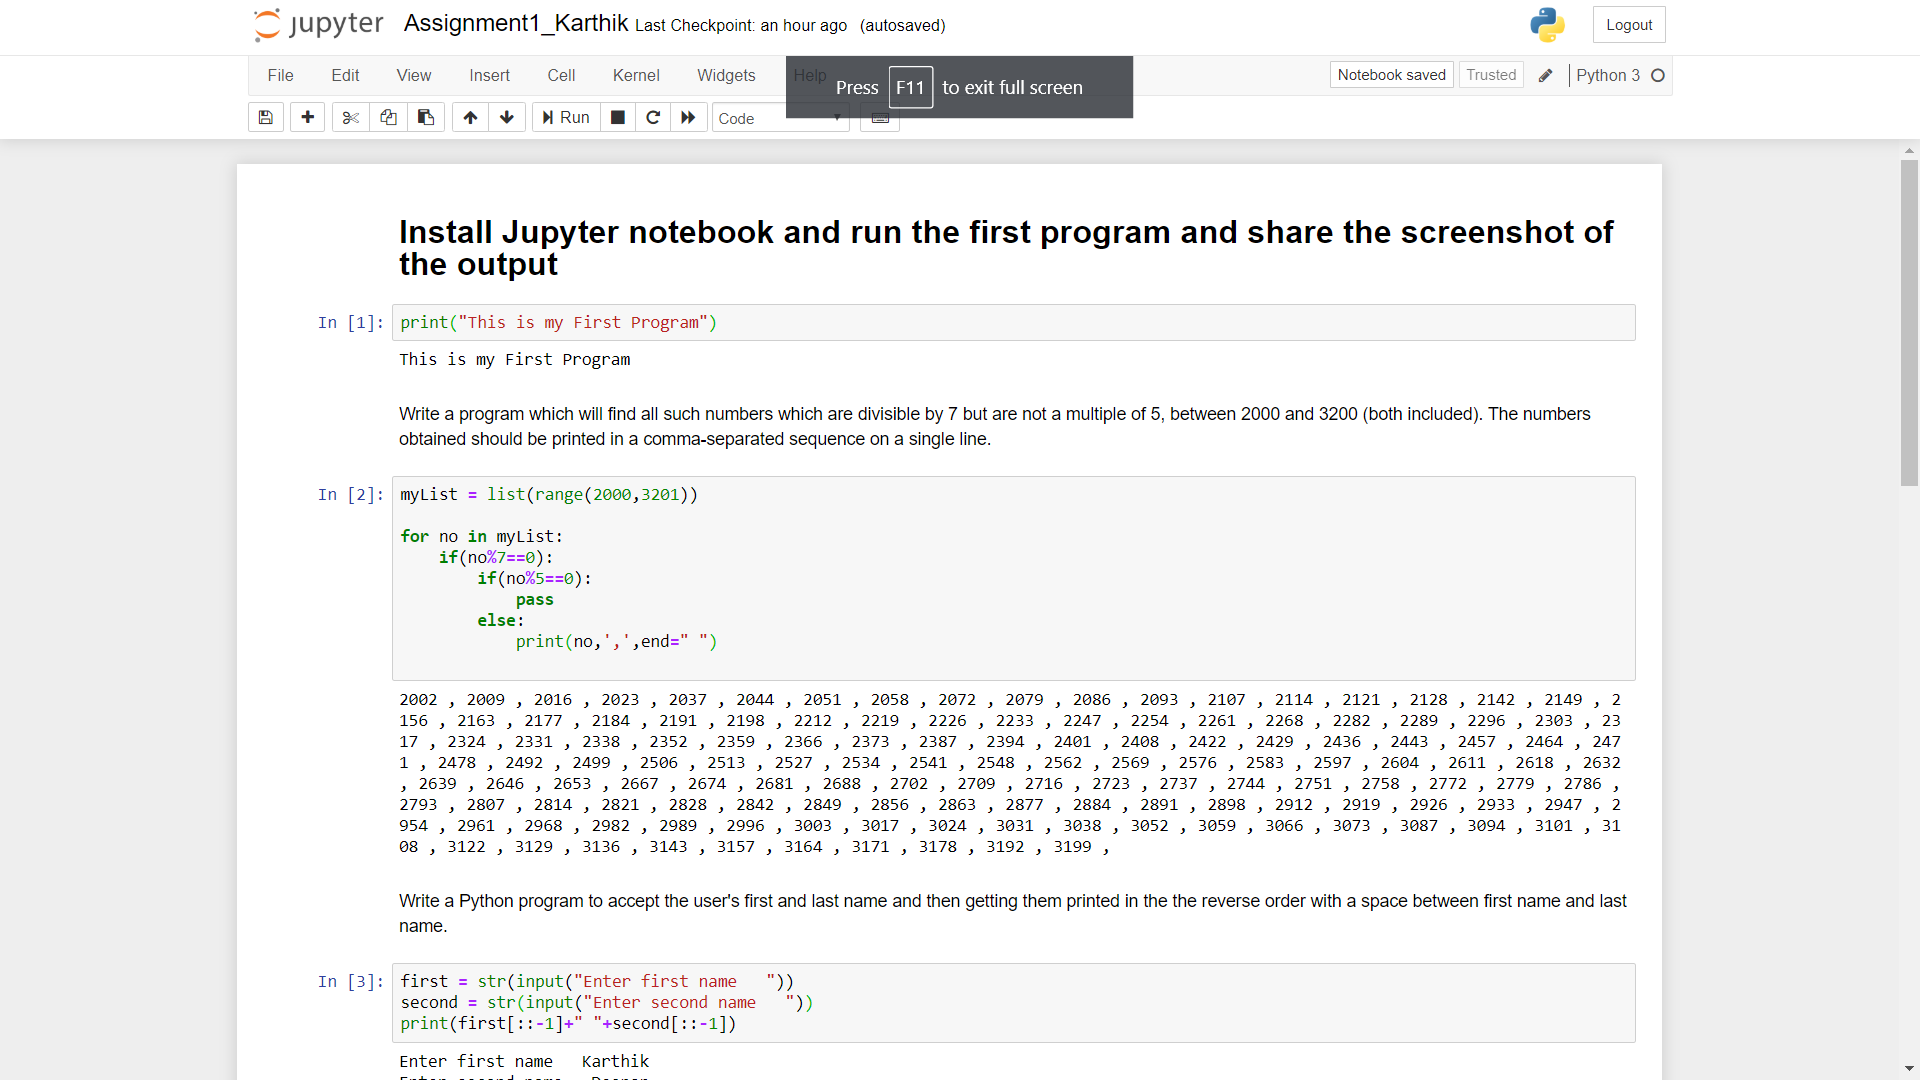 jupyter Assignment1_Karthik Last Checkpoint: an hour ago (autosaved) Logout
File Edit View Insert Cell Kernel Widgets Help Notebook saved Trusted Python 3
Press F11 to exit full screen
Run Code
Install Jupyter notebook and run the first program and share the screenshot of
the output
In [1]: print("This is my First Program")
This is my First Program
Write a program which will find all such numbers which are divisible by 7 but are not a multiple of 5, between 2000 and 3200 (both included). The numbers
obtained should be printed in a comma-separated sequence on a single line.
In [2]: myList = list(range(2000,3201))
for no in myList:
    if(no%7==0):
        if(no%5==0):
            pass
        else:
            print(no,',',end=" ")
2002 , 2009 , 2016 , 2023 , 2037 , 2044 , 2051 , 2058 , 2072 , 2079 , 2086 , 2093 , 2107 , 2114 , 2121 , 2128 , 2142 , 2149 , 2
156 , 2163 , 2177 , 2184 , 2191 , 2198 , 2212 , 2219 , 2226 , 2233 , 2247 , 2254 , 2261 , 2268 , 2282 , 2289 , 2296 , 2303 , 23
17 , 2324 , 2331 , 2338 , 2352 , 2359 , 2366 , 2373 , 2387 , 2394 , 2401 , 2408 , 2422 , 2429 , 2436 , 2443 , 2457 , 2464 , 247
1 , 2478 , 2492 , 2499 , 2506 , 2513 , 2527 , 2534 , 2541 , 2548 , 2562 , 2569 , 2576 , 2583 , 2597 , 2604 , 2611 , 2618 , 2632
, 2639 , 2646 , 2653 , 2667 , 2674 , 2681 , 2688 , 2702 , 2709 , 2716 , 2723 , 2737 , 2744 , 2751 , 2758 , 2772 , 2779 , 2786 ,
2793 , 2807 , 2814 , 2821 , 2828 , 2842 , 2849 , 2856 , 2863 , 2877 , 2884 , 2891 , 2898 , 2912 , 2919 , 2926 , 2933 , 2947 , 2
954 , 2961 , 2968 , 2982 , 2989 , 2996 , 3003 , 3017 , 3024 , 3031 , 3038 , 3052 , 3059 , 3066 , 3073 , 3087 , 3094 , 3101 , 31
08 , 3122 , 3129 , 3136 , 3143 , 3157 , 3164 , 3171 , 3178 , 3192 , 3199 ,
Write a Python program to accept the user's first and last name and then getting them printed in the the reverse order with a space between first name and last
name.
In [3]: first = str(input("Enter first name   "))
second = str(input("Enter second name   "))
print(first[::-1]+" "+second[::-1])
Enter first name   Karthik
Enter second name